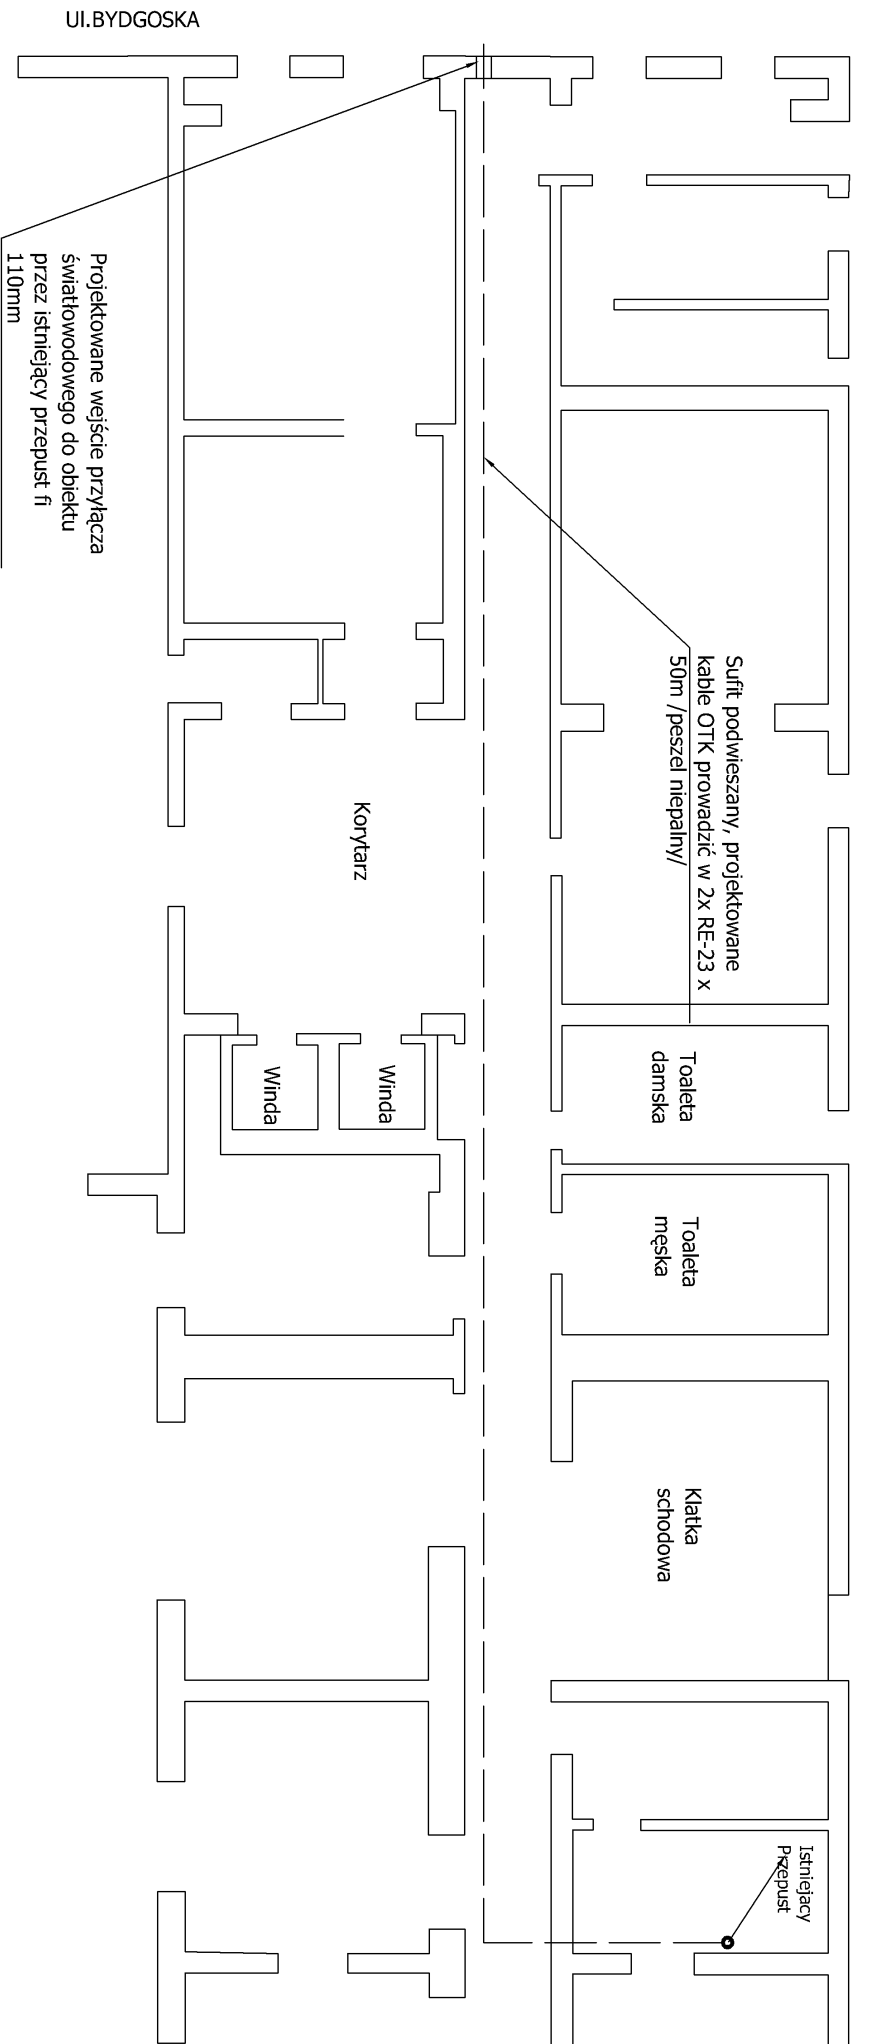 Ul.BYDGOSKA
Projektowane wejście przyłącza
światłowodowego do obiektu
przez istniejący przepust fi
110mm
Sufit podwieszany, projektowane
kable OTK prowadzić w 2x RE-23 x
50m /peszel niepalny/
Korytarz
Winda
Winda
Toaleta
damska
Toaleta
męska
Klatka
schodowa
Istniejacy
Przepust